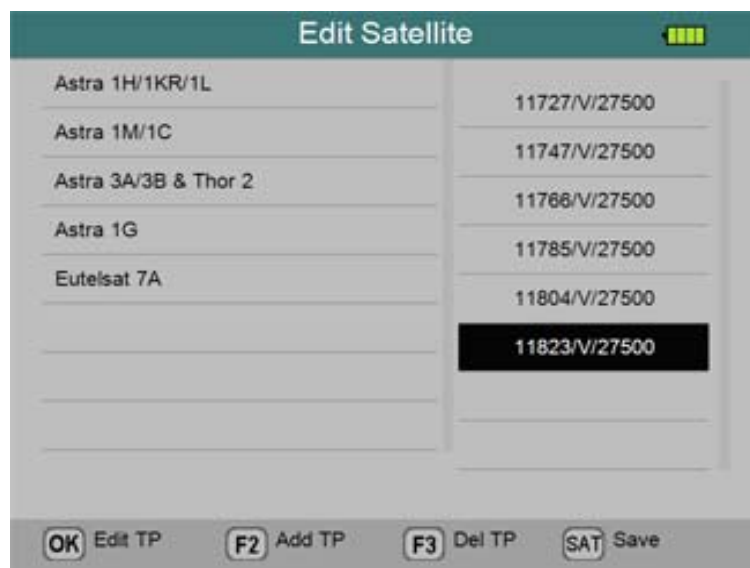 Edit Satellite
Astra 1H/1KR/1L
Astra 1M/1C
Astra 3A/3B & Thor 2
Astra 1G
Eutelsat 7A
11727/V/27500
11747/V/27500
11766/V/27500
11785/V/27500
11804/V/27500
11823/V/27500
OK Edit TP F2 Add TP F3 Del TP SAT Save